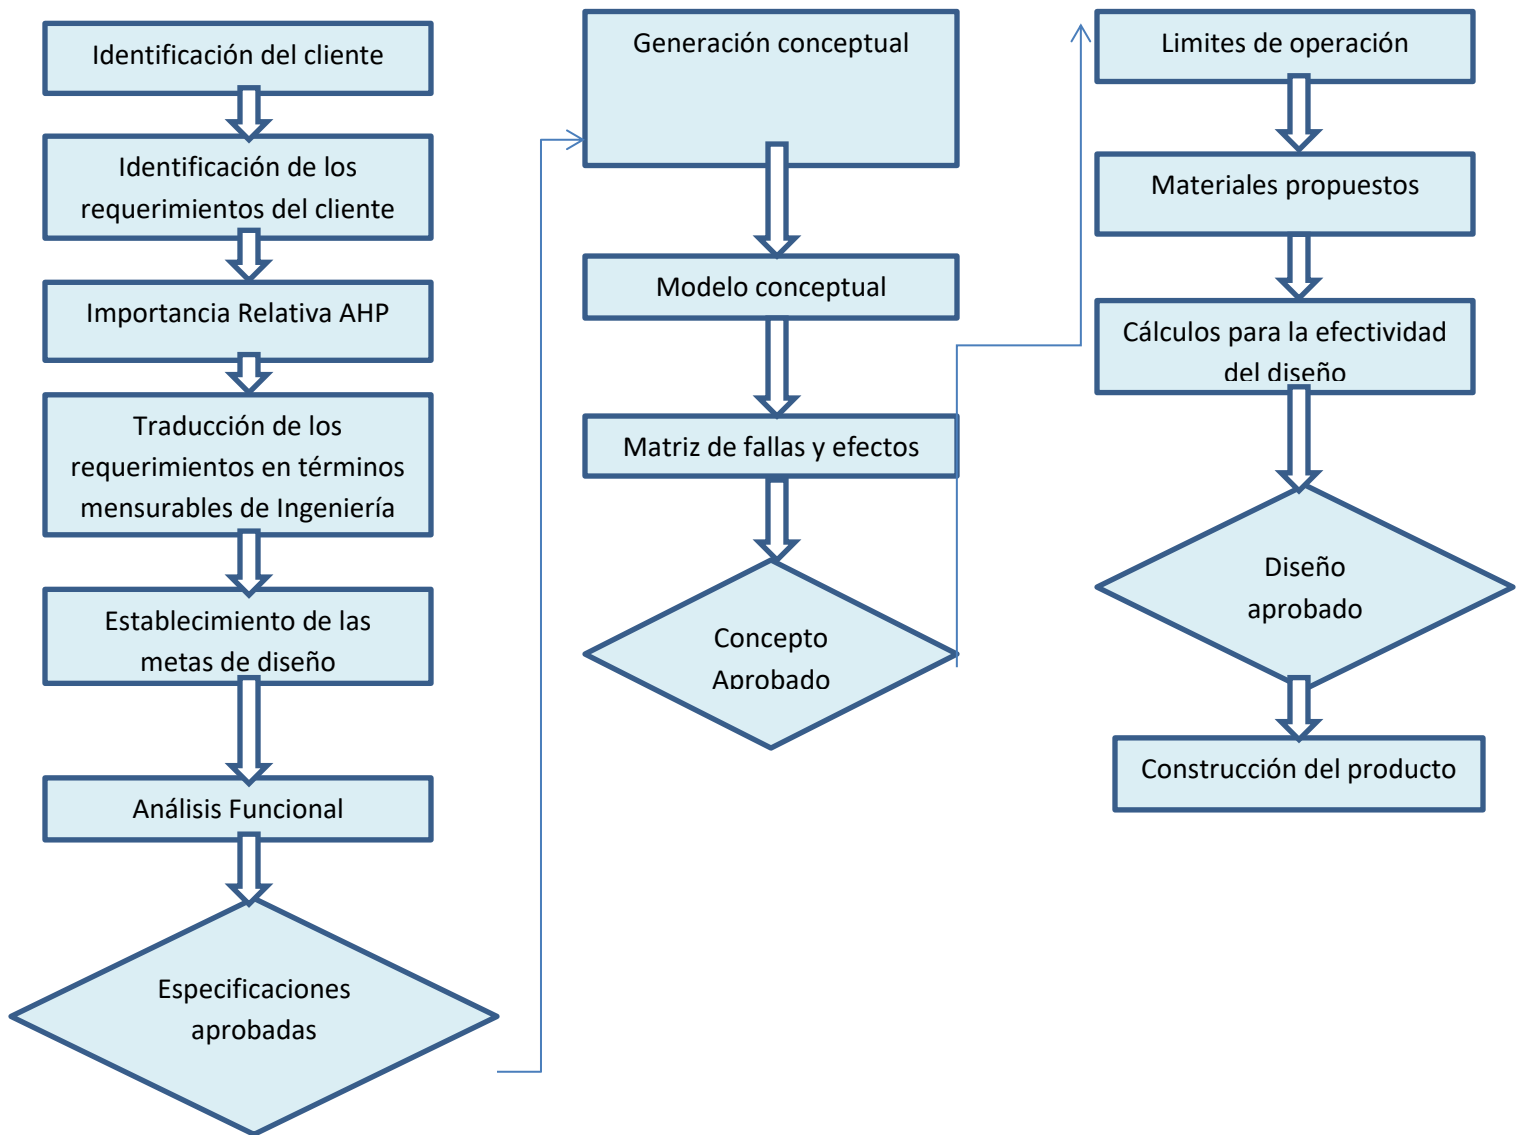 Identificación del cliente
Identificación de los
requerimientos del cliente
Importancia Relativa AHP
Traducción de los
requerimientos en términos
mensurables de Ingeniería
Establecimiento de las
metas de diseño
Análisis Funcional
Especificaciones
aprobadas
Generación conceptual
Modelo conceptual
Matriz de fallas y efectos
Concepto
Aprobado
Limites de operación
Materiales propuestos
Cálculos para la efectividad
del diseño
Diseño
aprobado
Construcción del producto